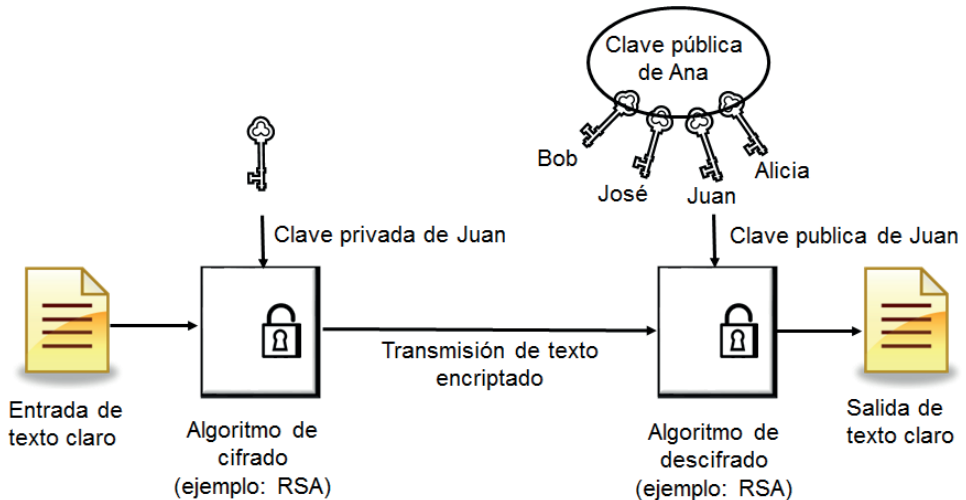 Clave pública
de Ana
Bob
José
Juan
Alicia
Clave privada de Juan
Clave publica de Juan
Transmisión de texto
encriptado
Entrada de
texto claro
Algoritmo de
cifrado
(ejemplo: RSA)
Algoritmo de
descifrado
(ejemplo: RSA)
Salida de
texto claro